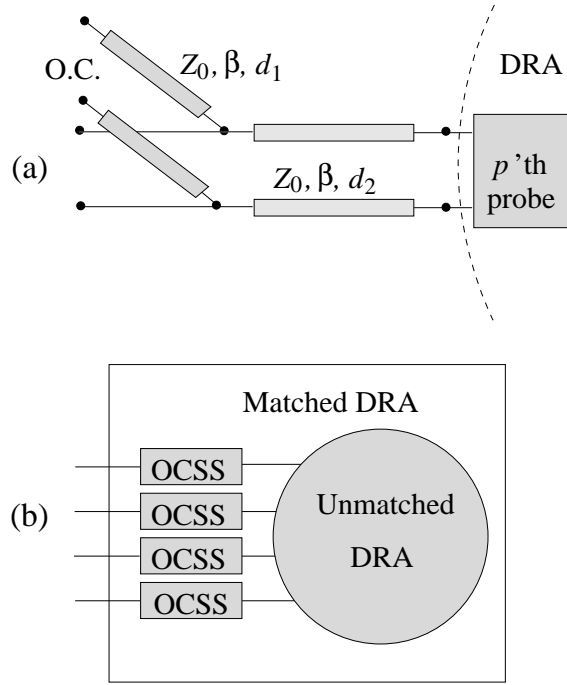 O.C.
Z₀, β, d₁
DRA
(a)
Z₀, β, d₂
p 'th
probe
Matched DRA
OCSS
OCSS
OCSS
OCSS
(b)
Unmatched
DRA